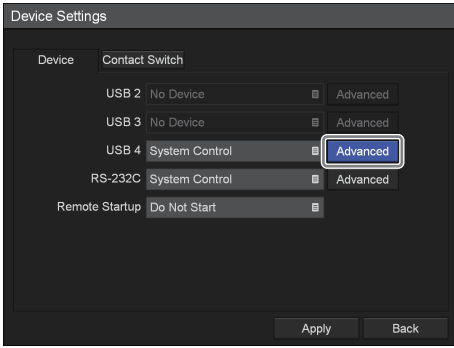 Device Settings
Device Contact Switch
USB 2 No Device Advanced
USB 3 No Device Advanced
USB 4 System Control Advanced
RS-232C System Control Advanced
Remote Startup Do Not Start
Apply Back